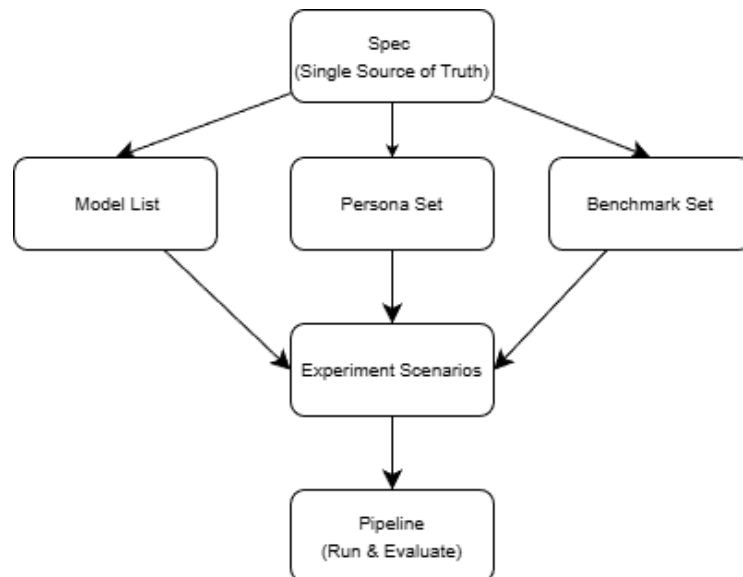 Spec
(Single Source of Truth)
Model List
Persona Set
Benchmark Set
Experiment Scenarios
Pipeline
(Run & Evaluate)